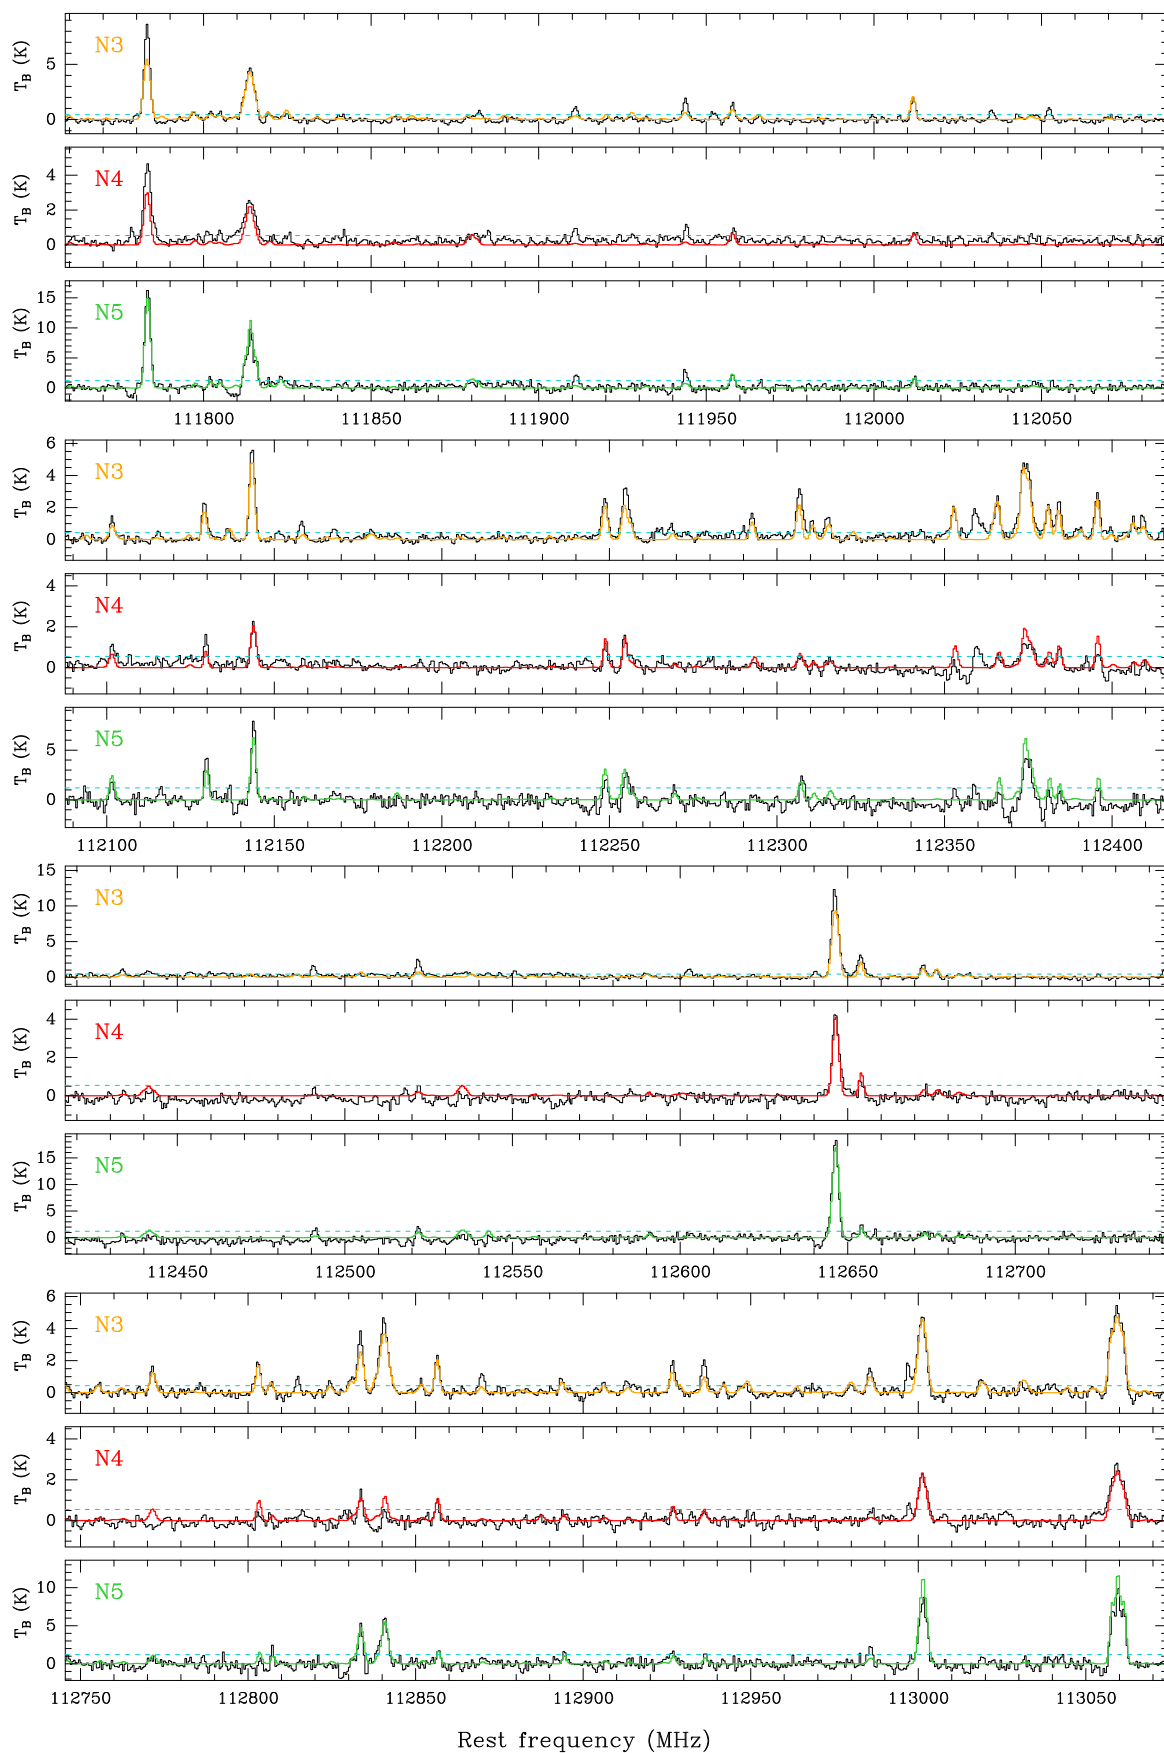 N3
T_B (K)
5
0
N4
T_B (K)
4
2
0
N5
T_B (K)
15
10
5
0
111800 111850 111900 111950 112000 112050
N3
T_B (K)
6
4
2
0
N4
T_B (K)
4
2
0
N5
T_B (K)
5
0
112100 112150 112200 112250 112300 112350 112400
N3
T_B (K)
15
10
5
0
N4
T_B (K)
4
2
0
N5
T_B (K)
15
10
5
0
112450 112500 112550 112600 112650 112700
N3
T_B (K)
6
4
2
0
N4
T_B (K)
4
2
0
N5
T_B (K)
10
5
0
112750 112800 112850 112900 112950 113000 113050
Rest frequency (MHz)